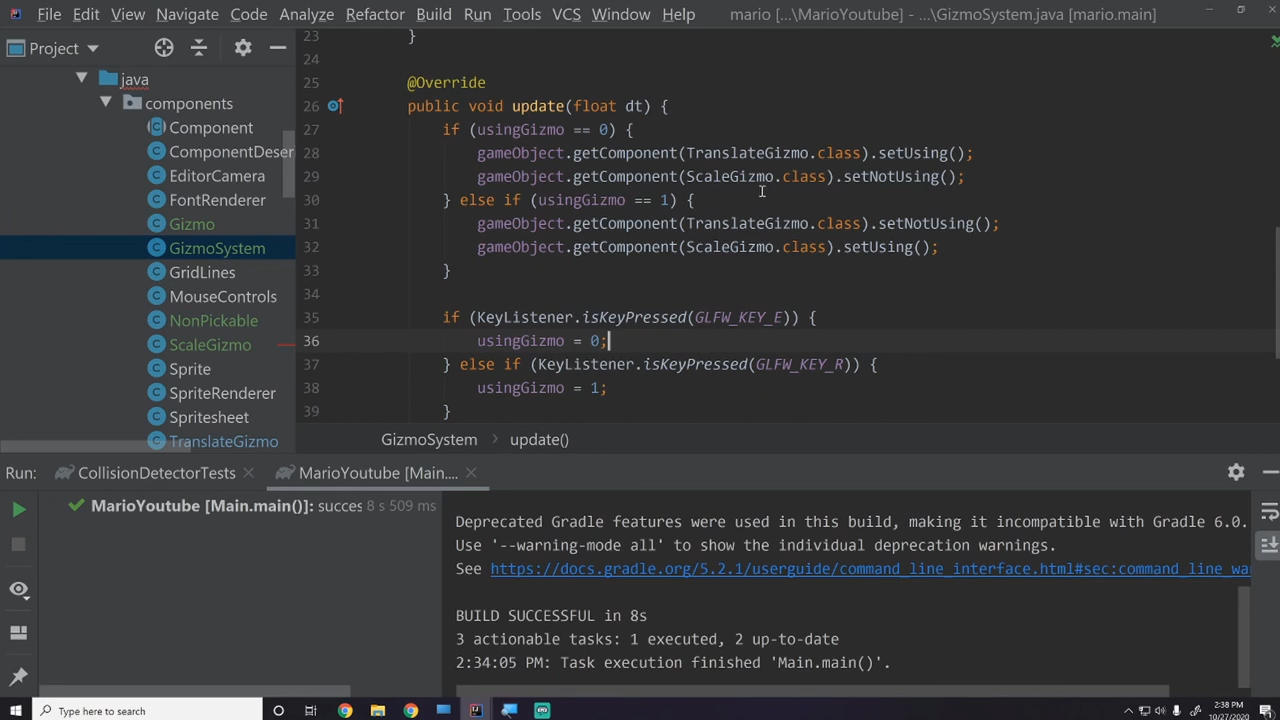 File Edit View Navigate Code Analyze Refactor Build Run Tools VCS Window Help mario [...\MarioYoutube] - ...\GizmoSystem.java [mario.main]
Project
java
components
Component
ComponentDeser
EditorCamera
FontRenderer
Gizmo
GizmoSystem
GridLines
MouseControls
NonPickable
ScaleGizmo
Sprite
SpriteRenderer
Spritesheet
TranslateGizmo
23 }
24
25 @Override
26 public void update(float dt) {
27 if (usingGizmo == 0) {
28 gameObject.getComponent(TranslateGizmo.class).setUsing();
29 gameObject.getComponent(ScaleGizmo.class).setNotUsing();
30 } else if (usingGizmo == 1) {
31 gameObject.getComponent(TranslateGizmo.class).setNotUsing();
32 gameObject.getComponent(ScaleGizmo.class).setUsing();
33 }
34
35 if (KeyListener.isKeyPressed(GLFW_KEY_E)) {
36 usingGizmo = 0;
37 } else if (KeyListener.isKeyPressed(GLFW_KEY_R)) {
38 usingGizmo = 1;
39 }
GizmoSystem > update()
Run: CollisionDetectorTests MarioYoutube [Main....
MarioYoutube [Main.main()]: succes 8 s 509 ms
Deprecated Gradle features were used in this build, making it incompatible with Gradle 6.0.
Use '--warning-mode all' to show the individual deprecation warnings.
See https://docs.gradle.org/5.2.1/userguide/command_line_interface.html#sec:command_line_wa
BUILD SUCCESSFUL in 8s
3 actionable tasks: 1 executed, 2 up-to-date
2:34:05 PM: Task execution finished 'Main.main()'.
Type here to search
2:38 PM
10/27/2020